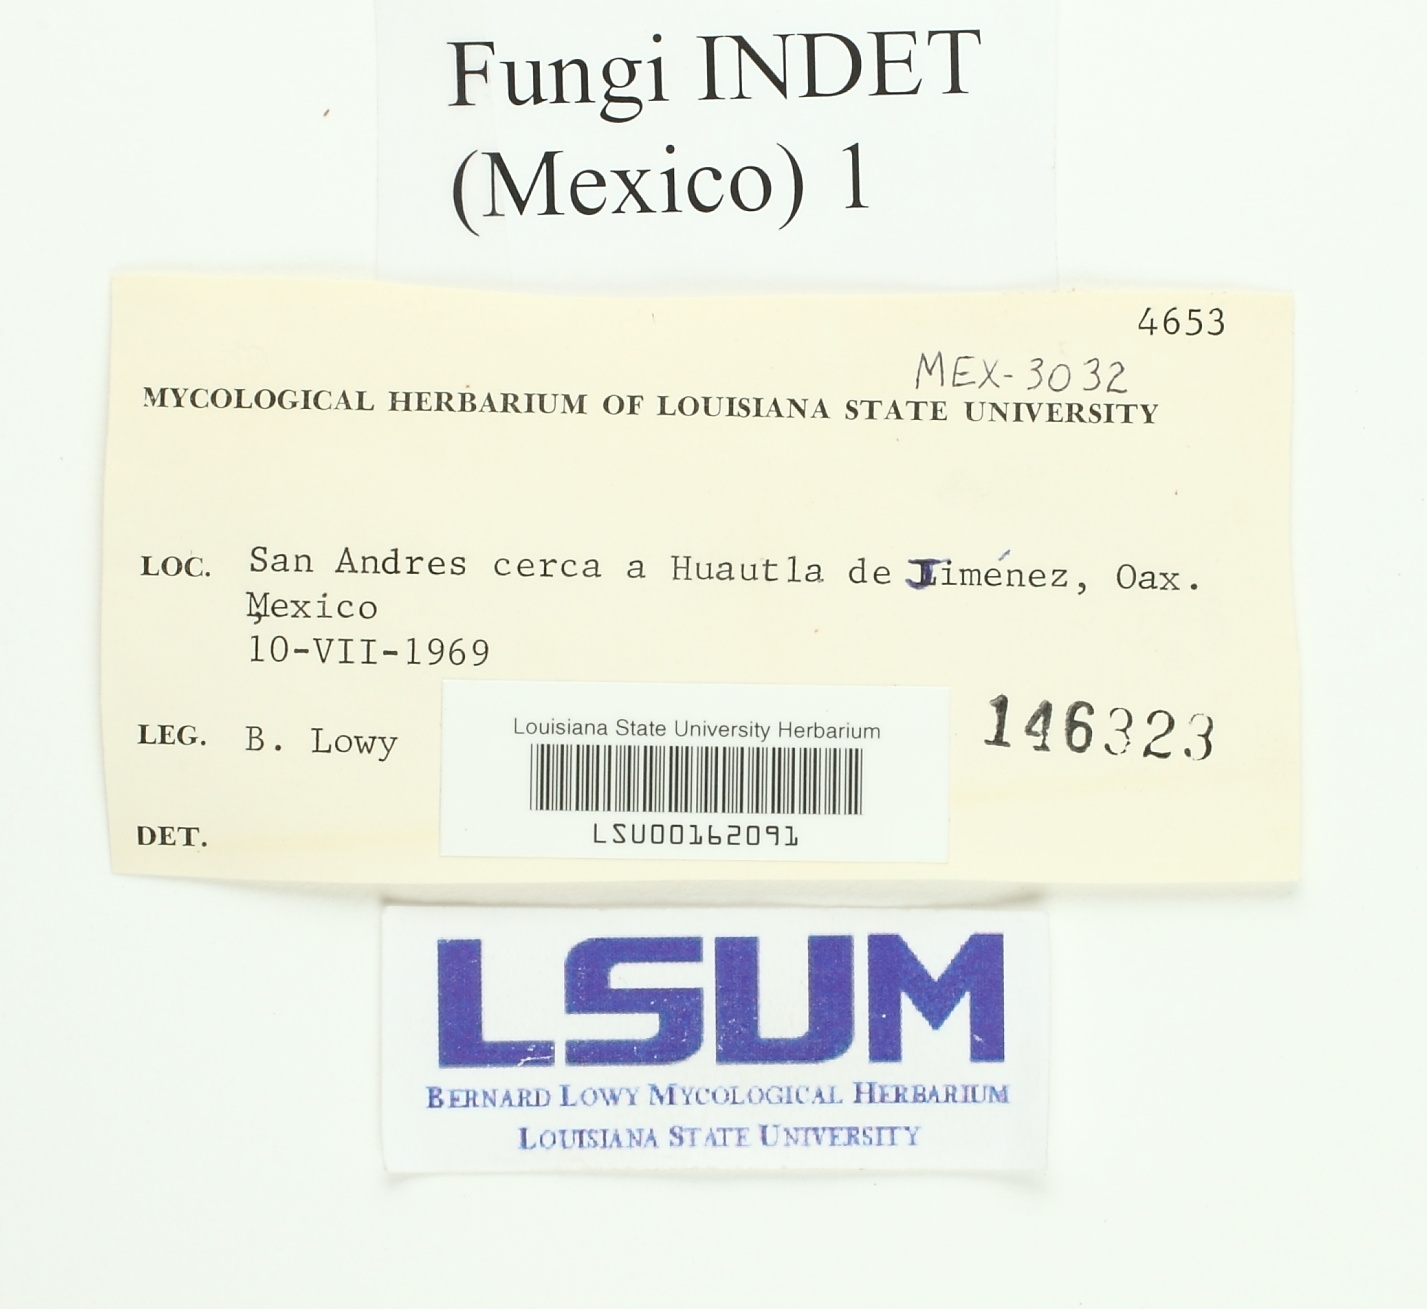 Fungi INDET
(Mexico) 1
4653
MEX-3032
MYCOLOGICAL HERBARIUM OF LOUISIANA STATE UNIVERSITY
LOC. San Andres cerca a Huautla de Jiménez, Oax.
Mexico
10-VII-1969
LEG. B. Lowy
Louisiana State University Herbarium
LSU00162091
146323
DET.
LSUM
BERNARD LOWY MYCOLOGICAL HERBARIUM
LOUISIANA STATE UNIVERSITY